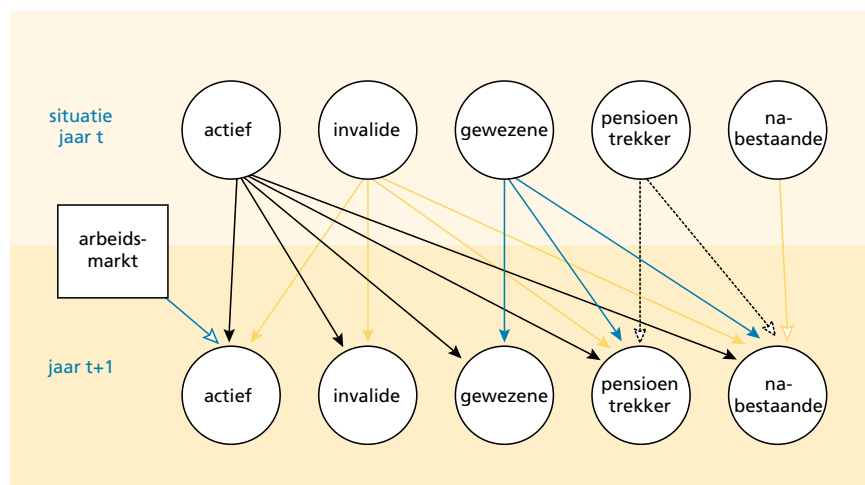 situatie
jaar t
actief
invalide
gewezene
pensioen
trekker
na-
bestaande
arbeids-
markt
jaar t+1
actief
invalide
gewezene
pensioen
trekker
na-
bestaande